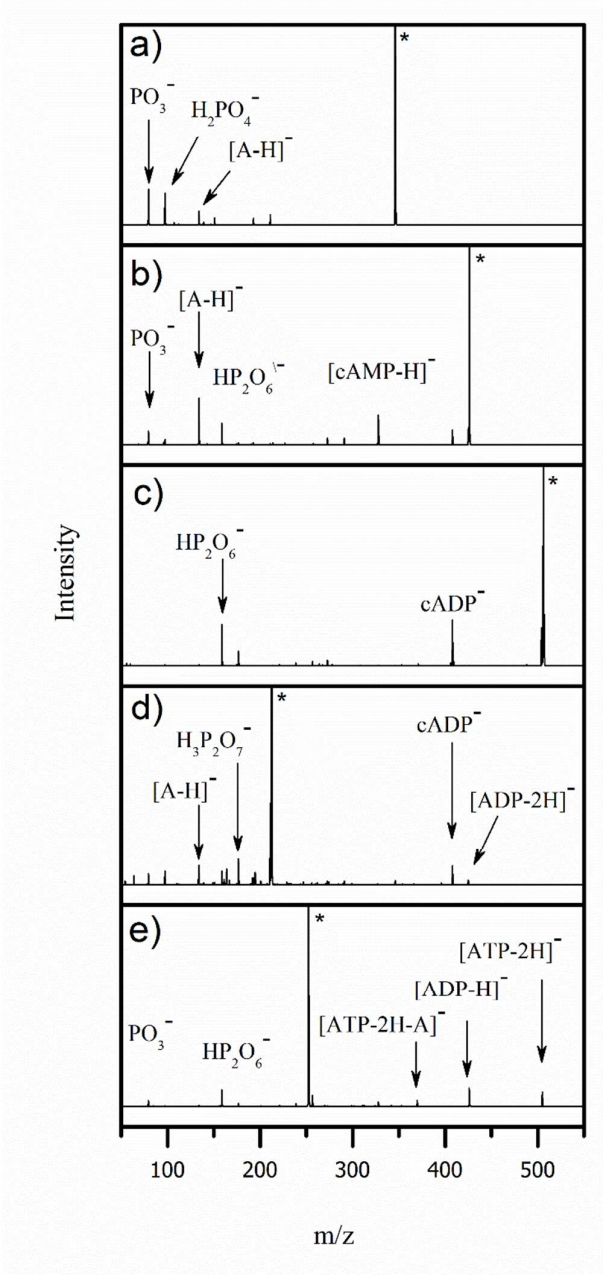 a)
*
PO3−
H2PO4−
[A-H]−
b)
*
[A-H]−
PO3−
HP2O6\−
[cAMP-H]−
c)
*
HP2O6−
cADP−
d)
*
H3P2O7−
cADP−
[A-H]−
[ADP-2H]−
e)
*
[ATP-2H]−
[ADP-H]−
[ATP-2H-A]−
PO3−
HP2O6−
Intensity
100 200 300 400 500
m/z